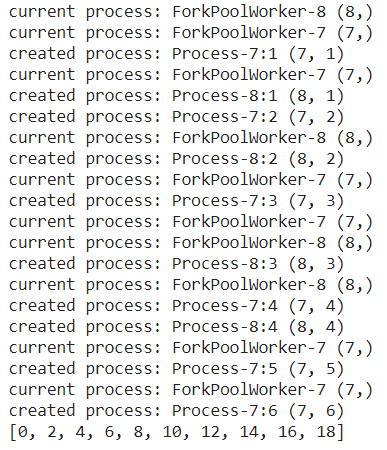 current process: ForkPoolWorker-8 (8,)
current process: ForkPoolWorker-7 (7,)
created process: Process-7:1 (7, 1)
current process: ForkPoolWorker-7 (7,)
created process: Process-8:1 (8, 1)
created process: Process-7:2 (7, 2)
current process: ForkPoolWorker-8 (8,)
created process: Process-8:2 (8, 2)
current process: ForkPoolWorker-7 (7,)
created process: Process-7:3 (7, 3)
current process: ForkPoolWorker-7 (7,)
current process: ForkPoolWorker-8 (8,)
created process: Process-8:3 (8, 3)
current process: ForkPoolWorker-8 (8,)
created process: Process-7:4 (7, 4)
created process: Process-8:4 (8, 4)
current process: ForkPoolWorker-7 (7,)
created process: Process-7:5 (7, 5)
current process: ForkPoolWorker-7 (7,)
created process: Process-7:6 (7, 6)
[0, 2, 4, 6, 8, 10, 12, 14, 16, 18]